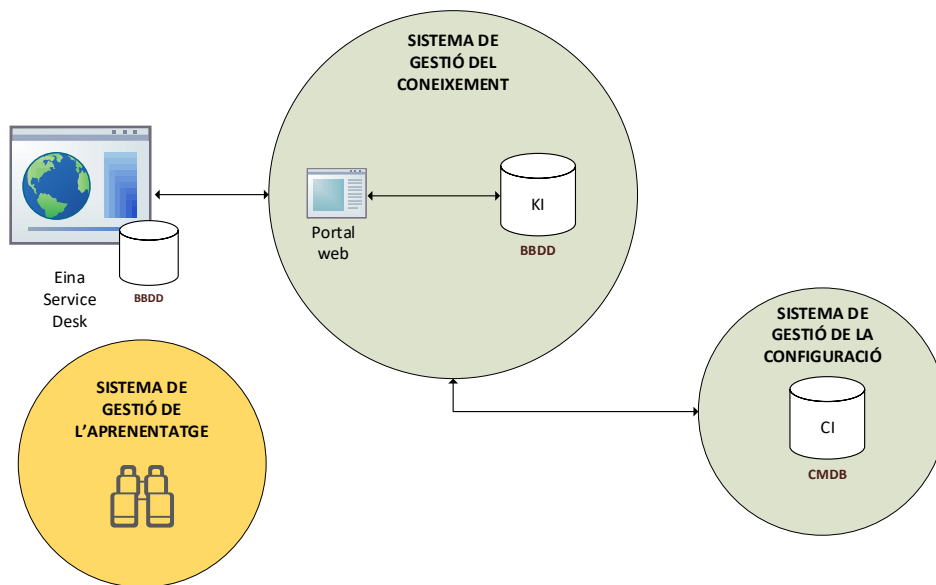 SISTEMA DE
GESTIÓ DEL
CONEIXEMENT
KI
Portal
web
BBDD
Eina
Service
Desk
BBDD
SISTEMA DE
GESTIÓ DE LA
CONFIGURACIÓ
CI
CMDB
SISTEMA DE
GESTIÓ DE
L’APRENENTATGE